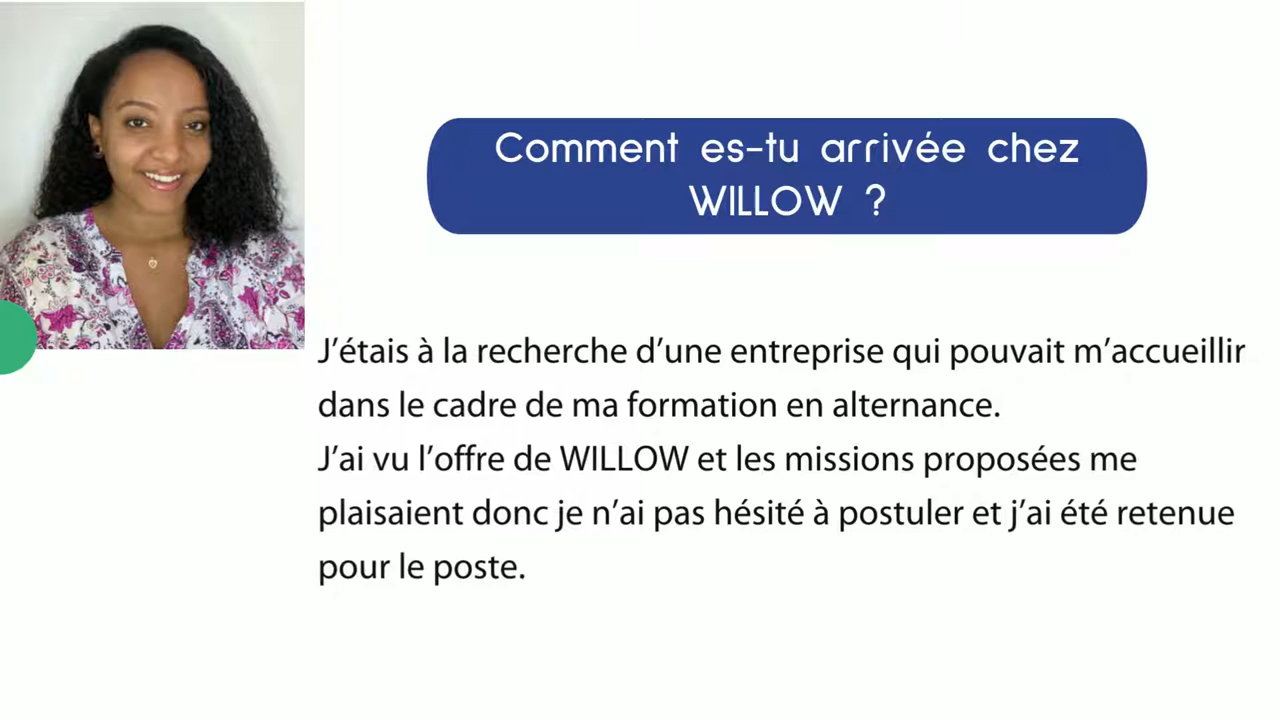 Comment es-tu arrivée chez
WILLOW ?
J’étais à la recherche d’une entreprise qui pouvait m’accueillir
dans le cadre de ma formation en alternance.
J’ai vu l’offre de WILLOW et les missions proposées me
plaisaient donc je n’ai pas hésité à postuler et j’ai été retenue
pour le poste.